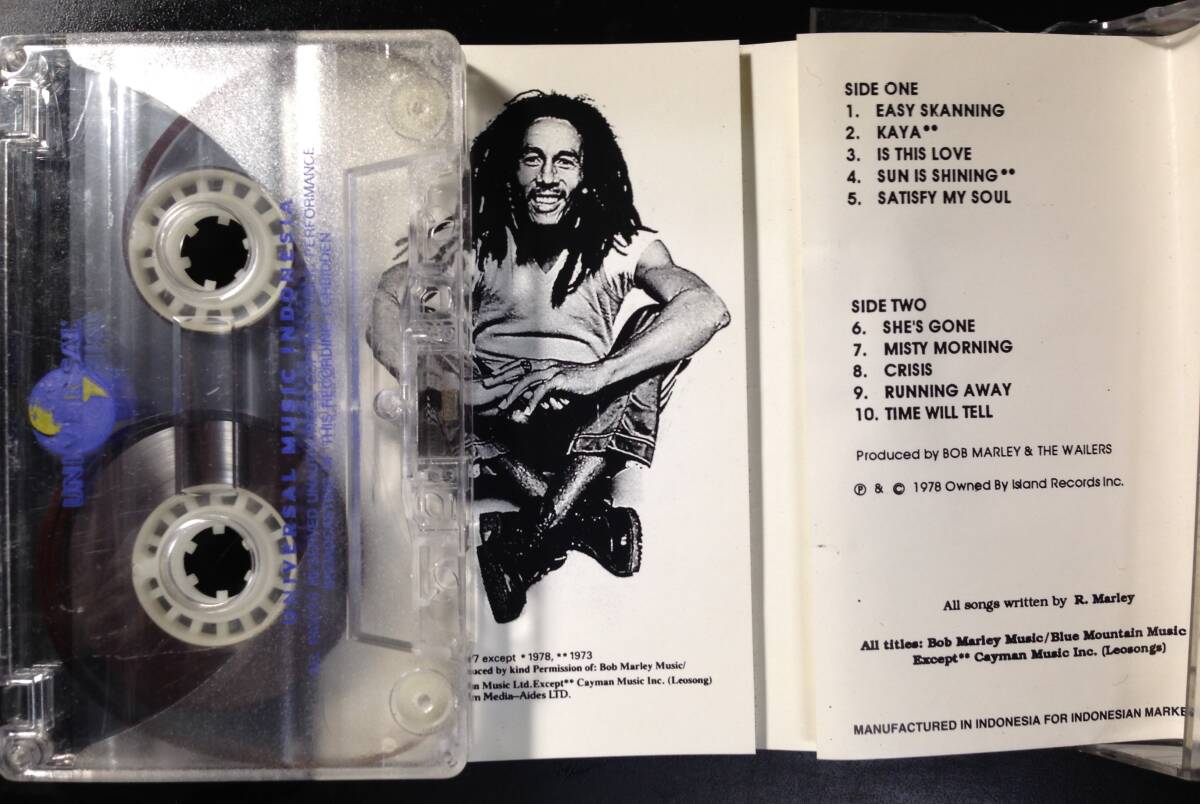 UNIVERSAL
UNIVERSAL MUSIC INDONESIA
PERFORMANCE
BROADCASTING OF THIS RECORDING FORBIDDEN
7 except * 1978, ** 1973
by kind Permission of: Bob Marley Music/
Music Ltd.Except** Cayman Music Inc. (Leosong)
Media-Aides LTD.
SIDE ONE
1. EASY SKANNING
2. KAYA**
3. IS THIS LOVE
4. SUN IS SHINING**
5. SATISFY MY SOUL
SIDE TWO
6. SHE'S GONE
7. MISTY MORNING
8. CRISIS
9. RUNNING AWAY
10. TIME WILL TELL
Produced by BOB MARLEY & THE WAILERS
Ⓟ & © 1978 Owned By Island Records Inc.
All songs written by R. Marley
All titles: Bob Marley Music/Blue Mountain Music
Except** Cayman Music Inc. (Leosongs)
MANUFACTURED IN INDONESIA FOR INDONESIAN MARKE